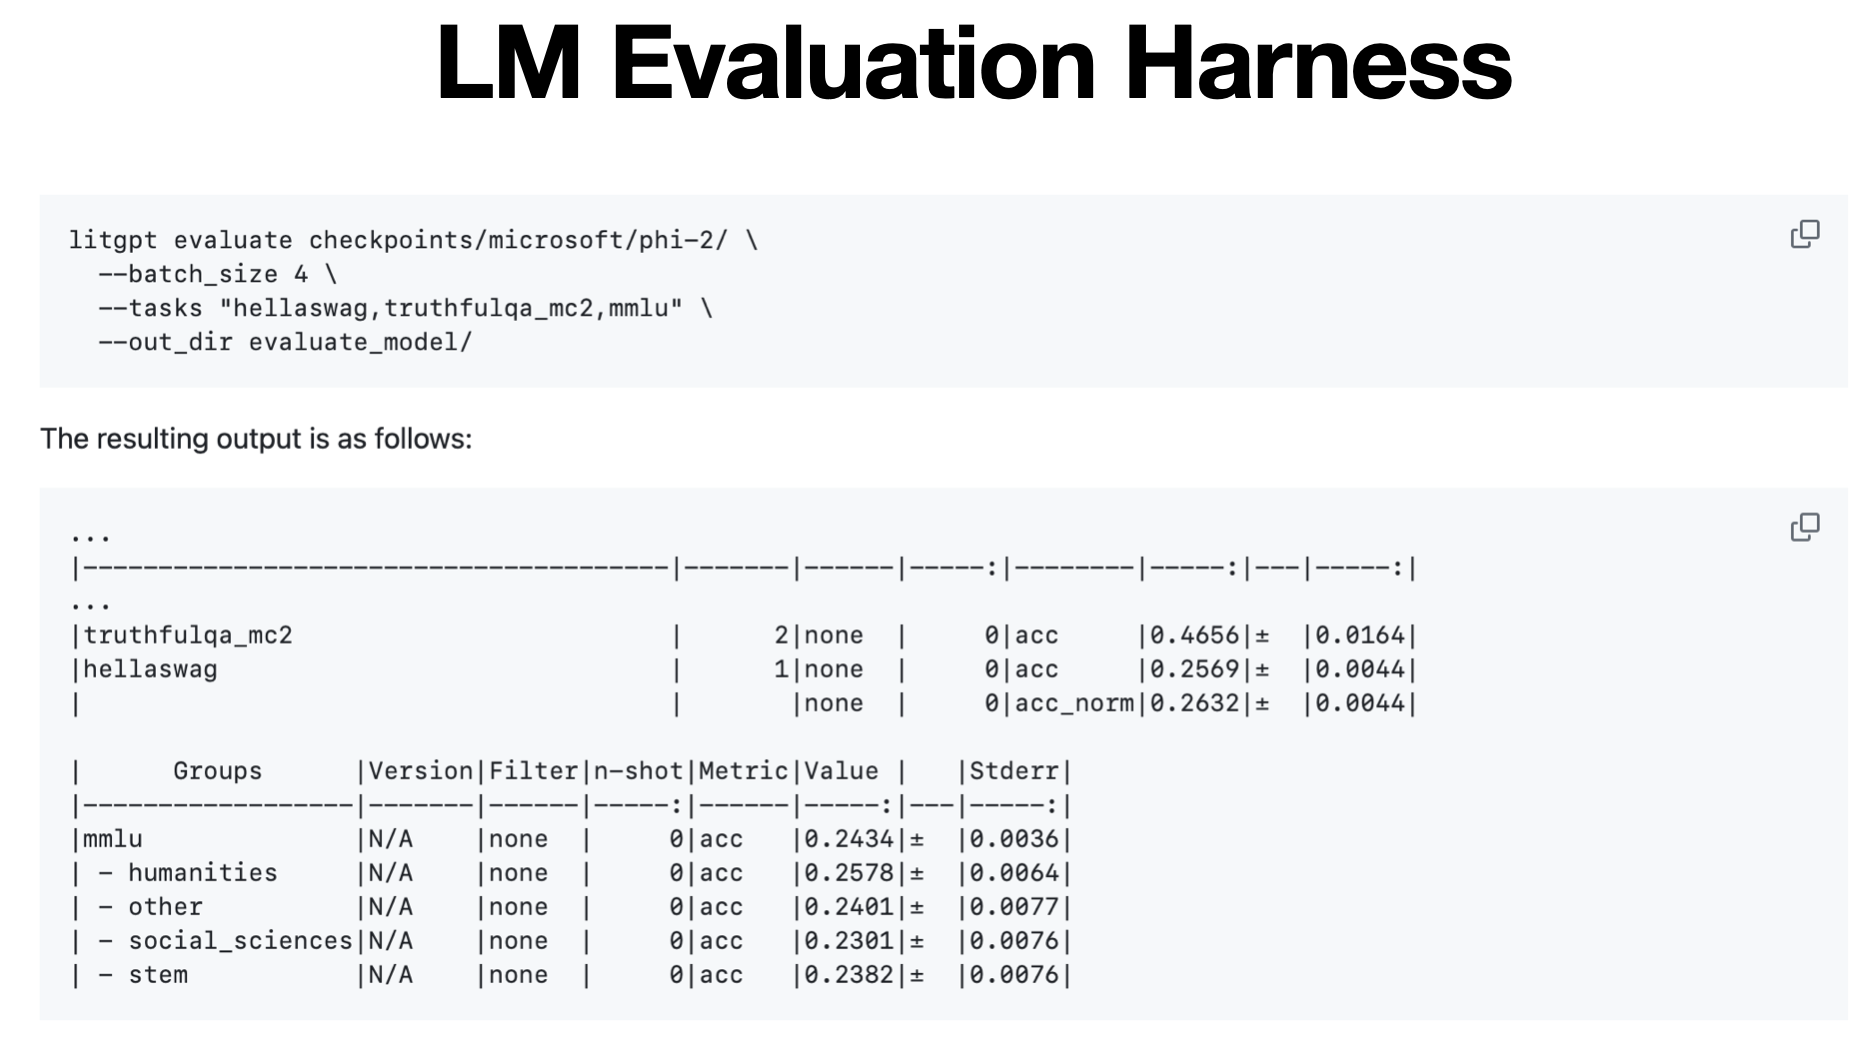 LM Evaluation Harness
litgpt evaluate checkpoints/microsoft/phi-2/ \
  --batch_size 4 \
  --tasks "hellaswag,truthfulqa_mc2,mmlu" \
  --out_dir evaluate_model/
The resulting output is as follows:
...
|---------------------------------------|-------|------|-----:|--------|-----:|---|-----:|
...
|truthfulqa_mc2                         |      2|none  |     0|acc     |0.4656|±  |0.0164|
|hellaswag                              |      1|none  |     0|acc     |0.2569|±  |0.0044|
|                                       |       |none  |     0|acc_norm|0.2632|±  |0.0044|
|      Groups      |Version|Filter|n-shot|Metric|Value |   |Stderr|
|------------------|-------|------|-----:|------|-----:|---|-----:|
|mmlu              |N/A    |none  |     0|acc   |0.2434|±  |0.0036|
| - humanities     |N/A    |none  |     0|acc   |0.2578|±  |0.0064|
| - other          |N/A    |none  |     0|acc   |0.2401|±  |0.0077|
| - social_sciences|N/A    |none  |     0|acc   |0.2301|±  |0.0076|
| - stem           |N/A    |none  |     0|acc   |0.2382|±  |0.0076|